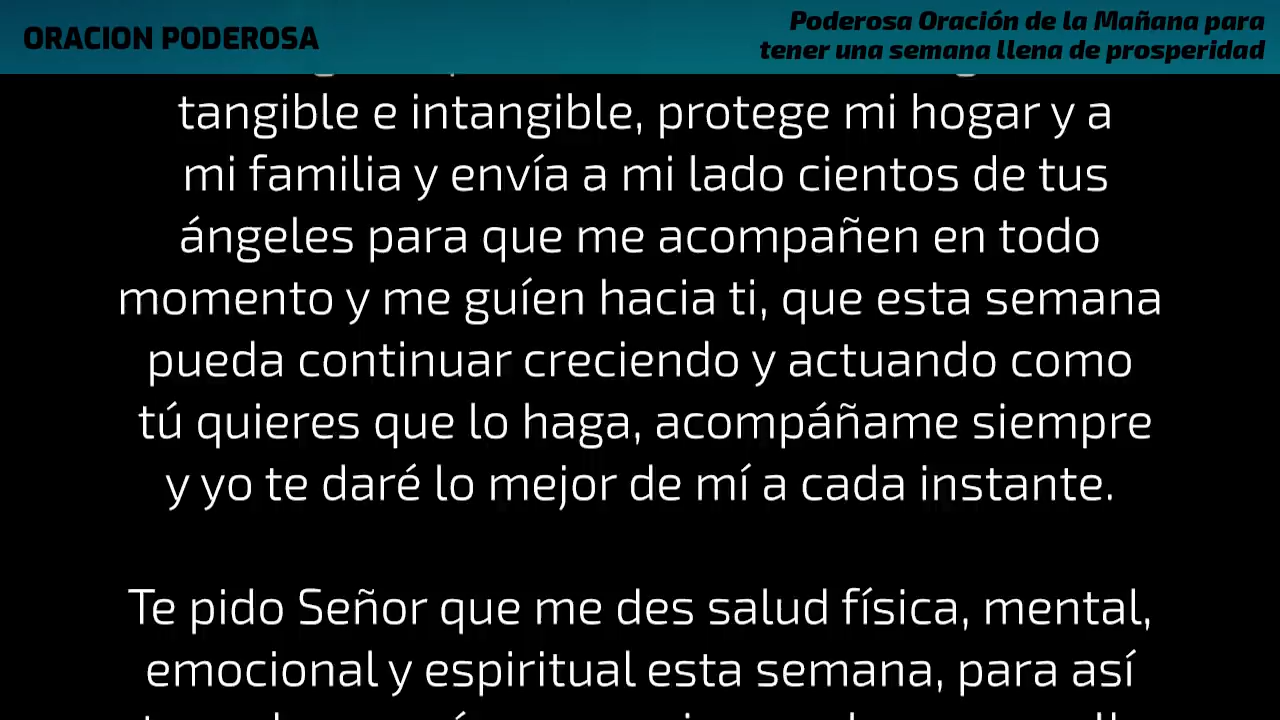 ORACION PODEROSA
Poderosa Oración de la Mañana para
tener una semana llena de prosperidad
tangible e intangible, protege mi hogar y a
mi familia y envía a mi lado cientos de tus
ángeles para que me acompañen en todo
momento y me guíen hacia ti, que esta semana
pueda continuar creciendo y actuando como
tú quieres que lo haga, acompáñame siempre
y yo te daré lo mejor de mí a cada instante.
Te pido Señor que me des salud física, mental,
emocional y espiritual esta semana, para así